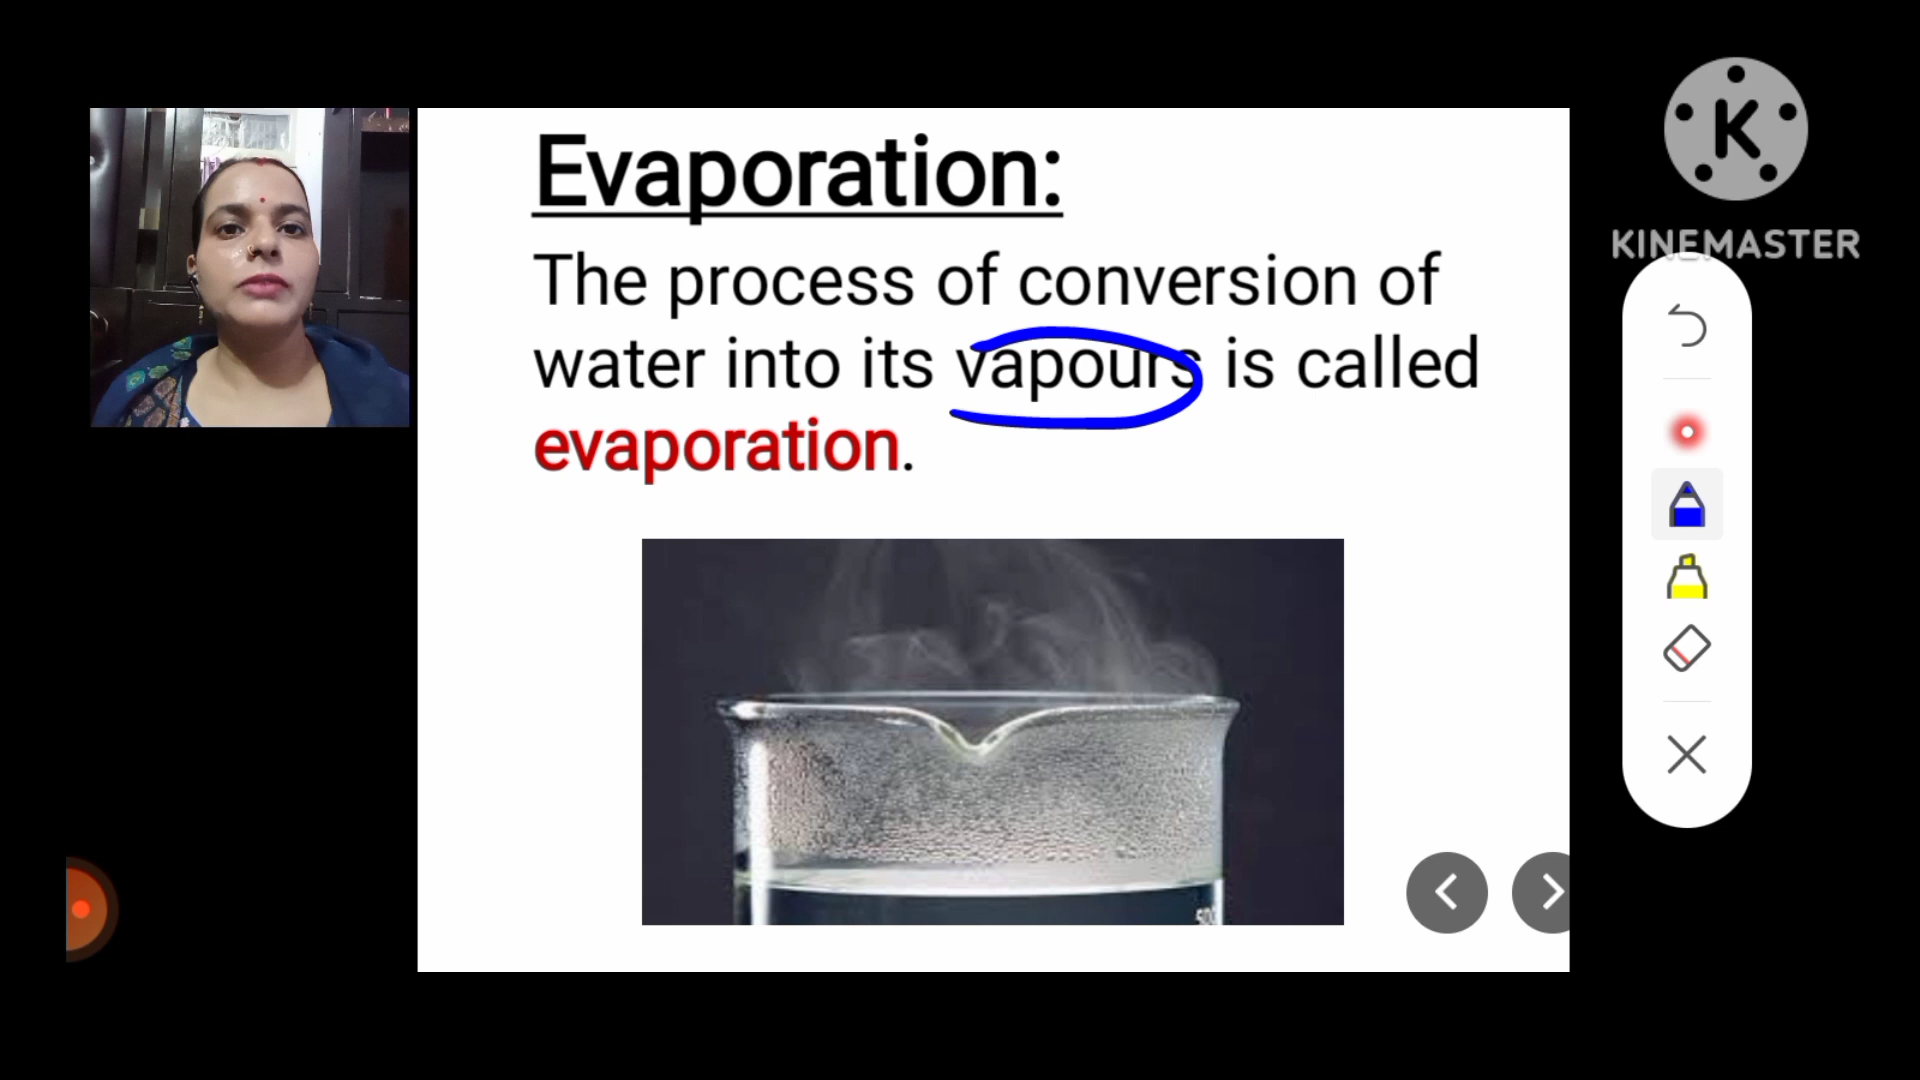 Evaporation:
The process of conversion of
water into its vapours is called
evaporation.
K
KINEMASTER